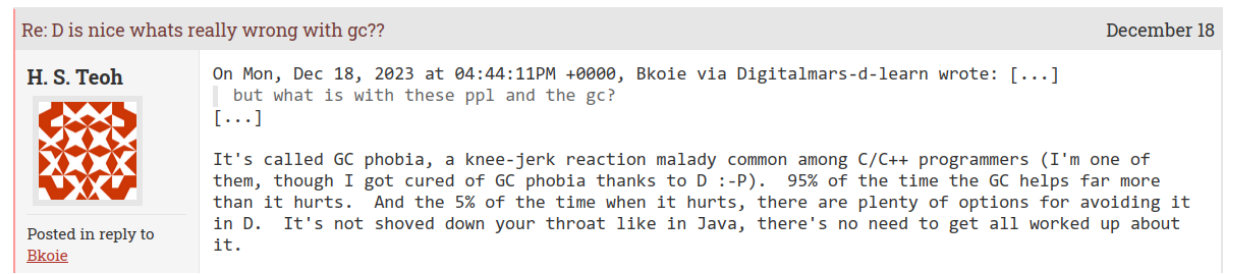 Re: D is nice whats really wrong with gc??
December 18
H. S. Teoh
Posted in reply to
Bkoie
On Mon, Dec 18, 2023 at 04:44:11PM +0000, Bkoie via Digitalmars-d-learn wrote: [...]
but what is with these ppl and the gc?
[...]
It's called GC phobia, a knee-jerk reaction malady common among C/C++ programmers (I'm one of
them, though I got cured of GC phobia thanks to D :-P).  95% of the time the GC helps far more
than it hurts.  And the 5% of the time when it hurts, there are plenty of options for avoiding it
in D.  It's not shoved down your throat like in Java, there's no need to get all worked up about
it.